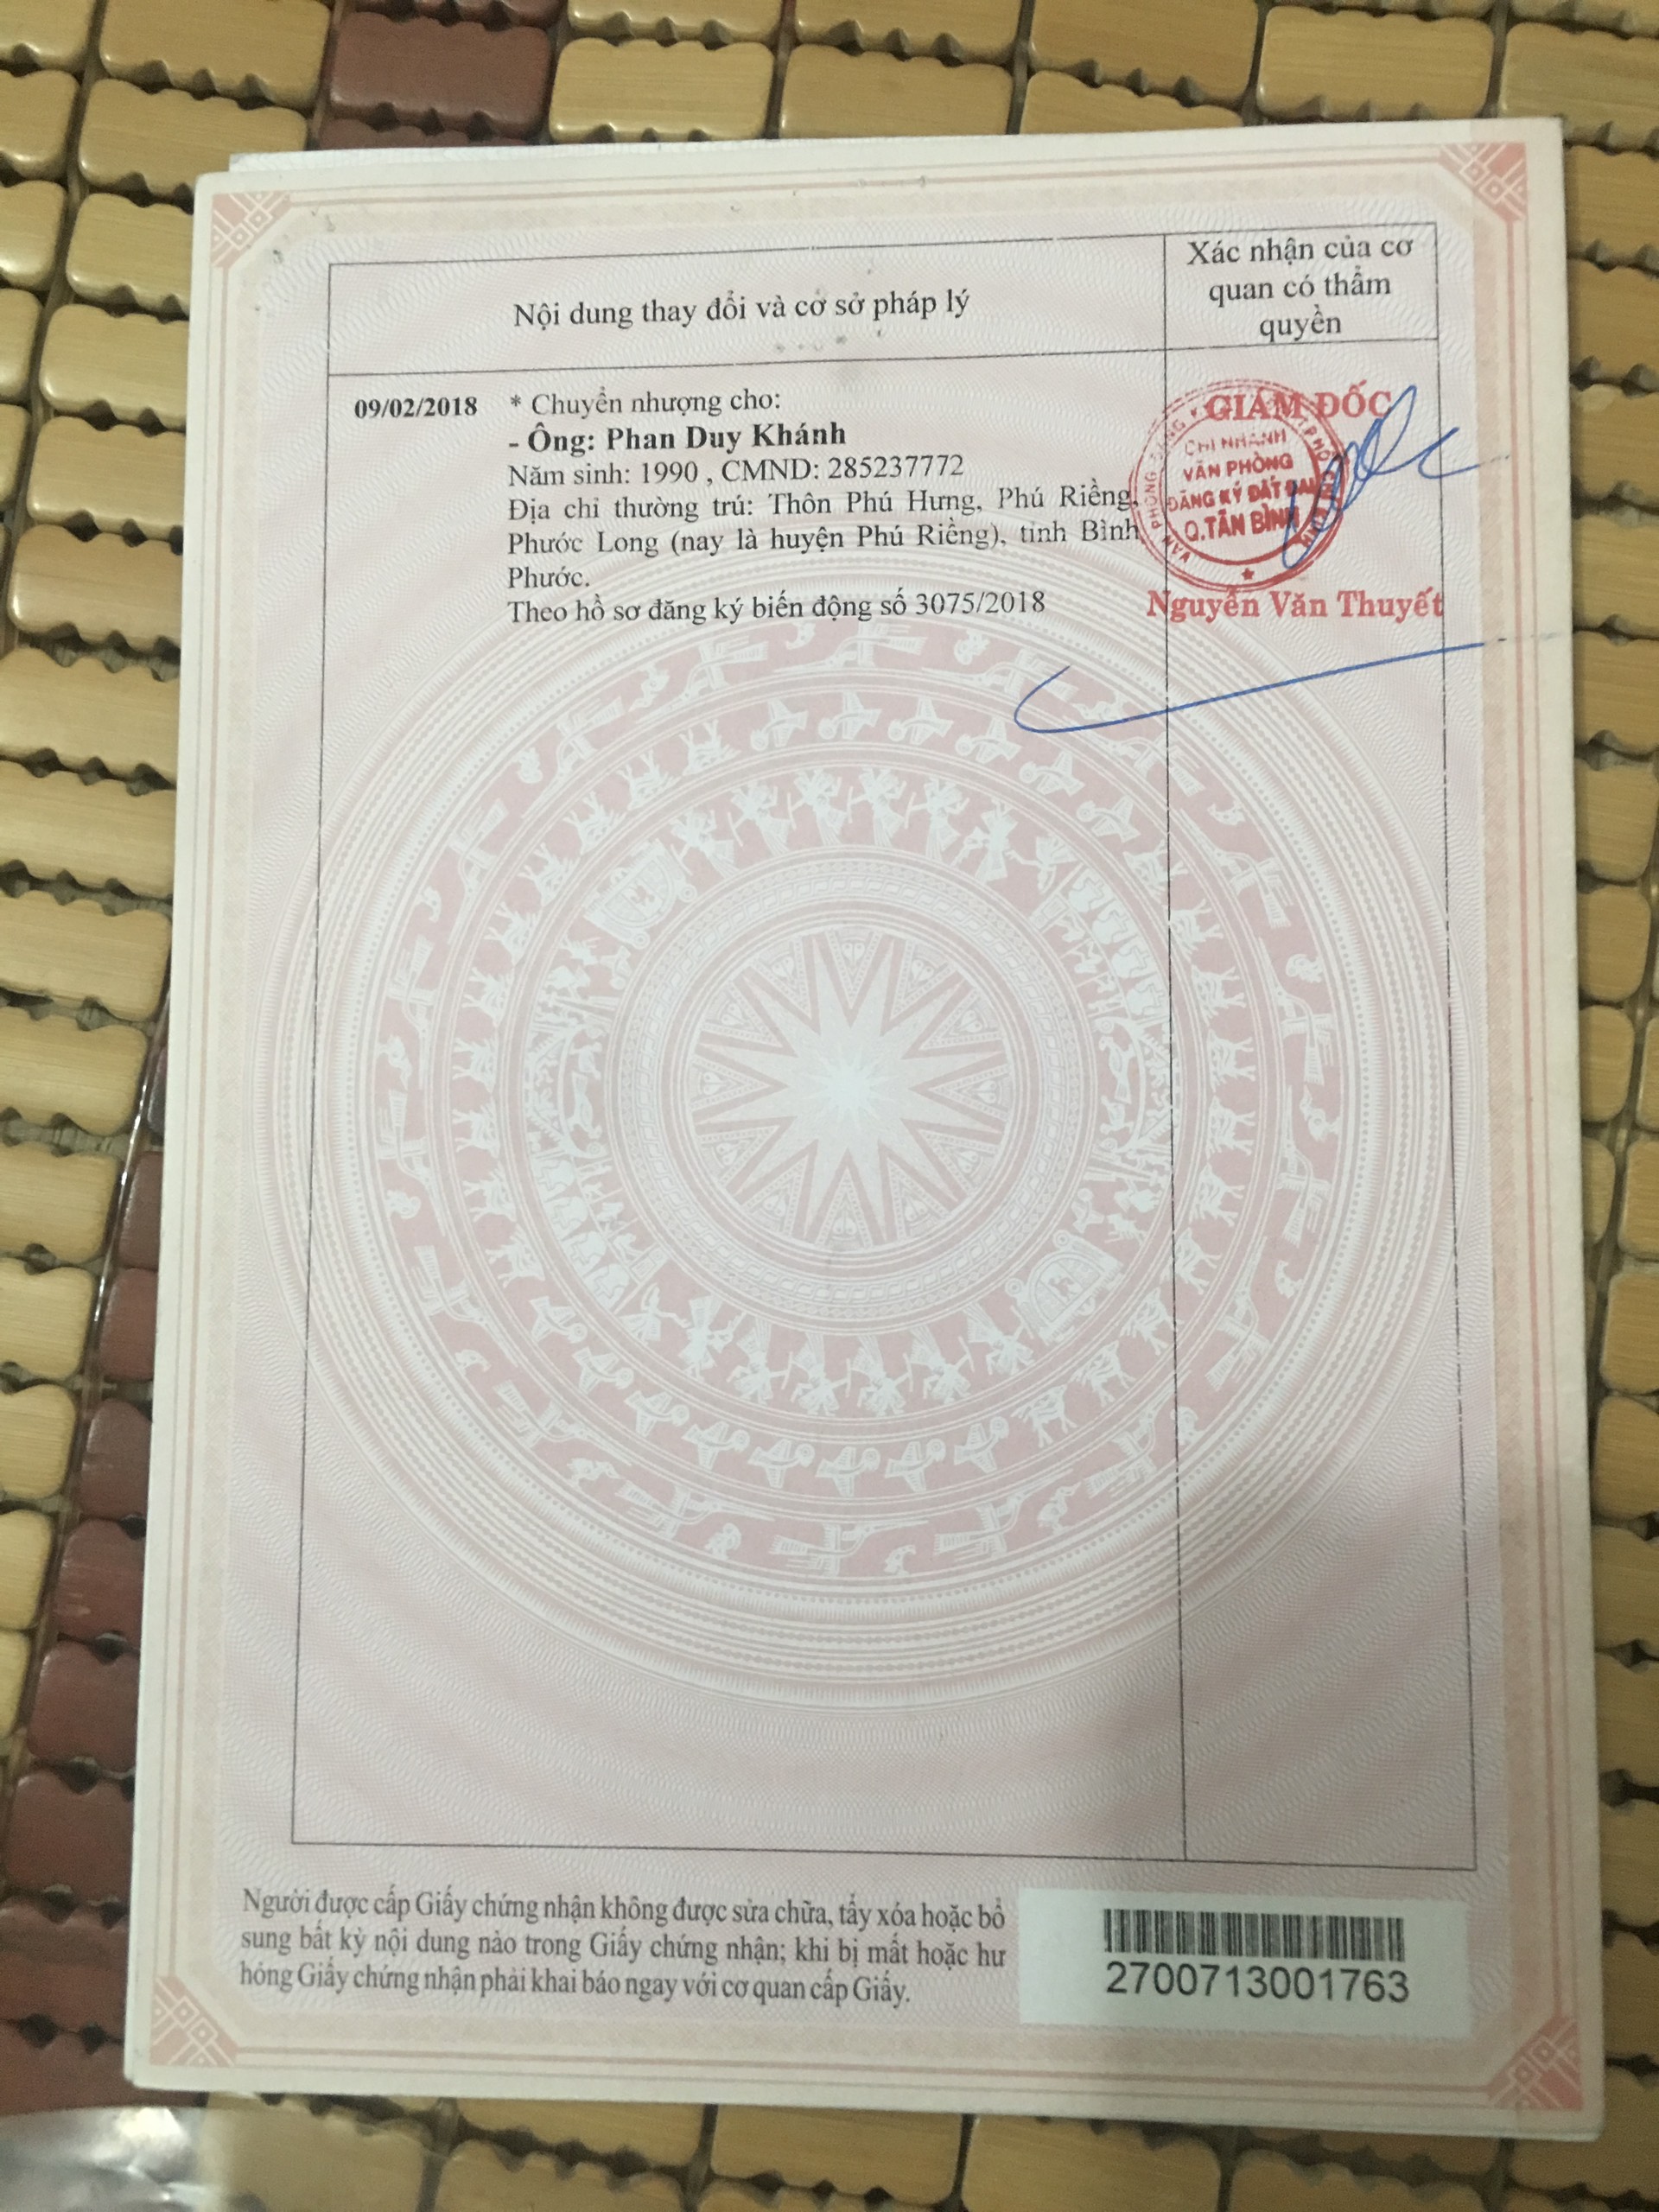 Nội dung thay đổi và cơ sở pháp lý
Xác nhận của cơ
quan có thẩm
quyền
09/02/2018 * Chuyển nhượng cho:
- Ông: Phan Duy Khánh
Năm sinh: 1990 , CMND: 285237772
Địa chỉ thường trú: Thôn Phú Hưng, Phú Riềng,
Phước Long (nay là huyện Phú Riềng), tỉnh Bình
Phước.
Theo hồ sơ đăng ký biến động số 3075/2018
GIÁM ĐỐC
CHI NHÁNH
VĂN PHÒNG
ĐĂNG KÝ ĐẤT ĐAI
Q.TÂN BÌNH
Nguyễn Văn Thuyết
Người được cấp Giấy chứng nhận không được sửa chữa, tẩy xóa hoặc bổ
sung bất kỳ nội dung nào trong Giấy chứng nhận; khi bị mất hoặc hư
hỏng Giấy chứng nhận phải khai báo ngay với cơ quan cấp Giấy.
2700713001763